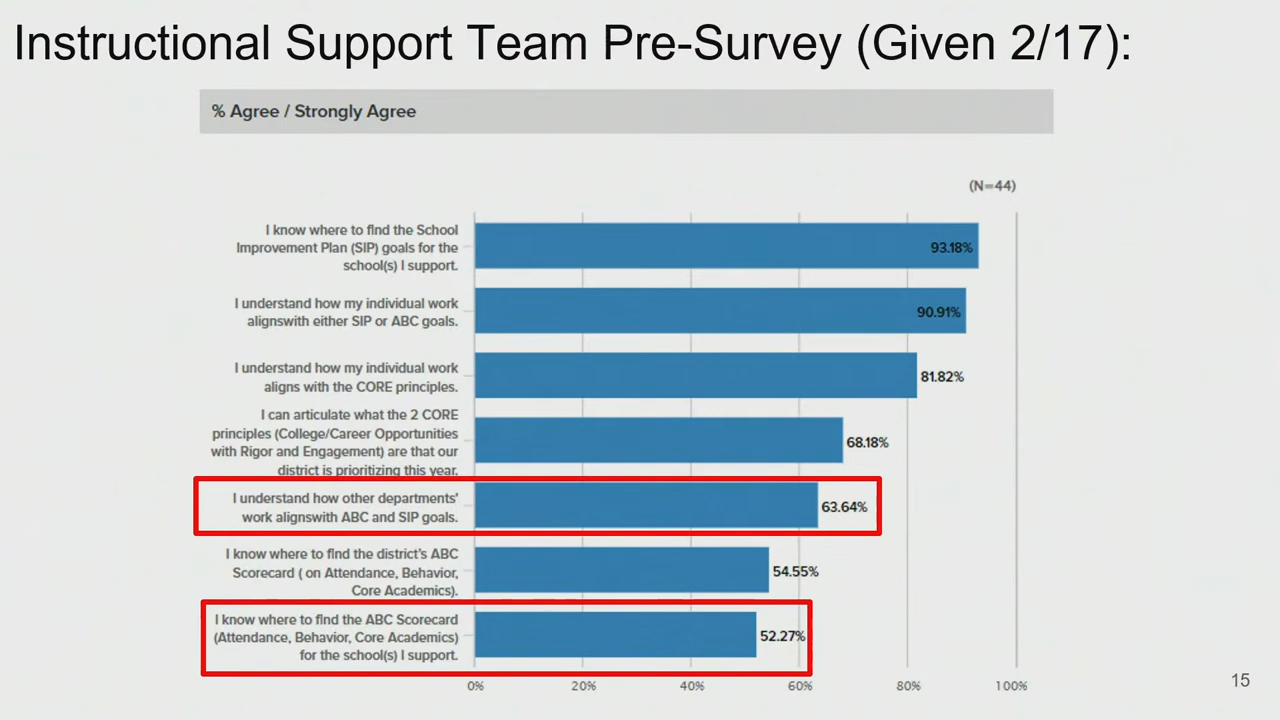 Instructional Support Team Pre-Survey (Given 2/17):
% Agree / Strongly Agree
(N=44)
I know where to find the School
Improvement Plan (SIP) goals for the
school(s) I support.
93.18%
I understand how my individual work
alignswith either SIP or ABC goals.
90.91%
I understand how my individual work
aligns with the CORE principles.
81.82%
I can articulate what the 2 CORE
principles (College/Career Opportunities
with Rigor and Engagement) are that our
district is prioritizing this year.
68.18%
I understand how other departments'
work alignswith ABC and SIP goals.
63.64%
I know where to find the district's ABC
Scorecard ( on Attendance, Behavior,
Core Academics).
54.55%
I know where to find the ABC Scorecard
(Attendance, Behavior, Core Academics)
for the school(s) I support.
52.27%
0% 20% 40% 60% 80% 100%
15